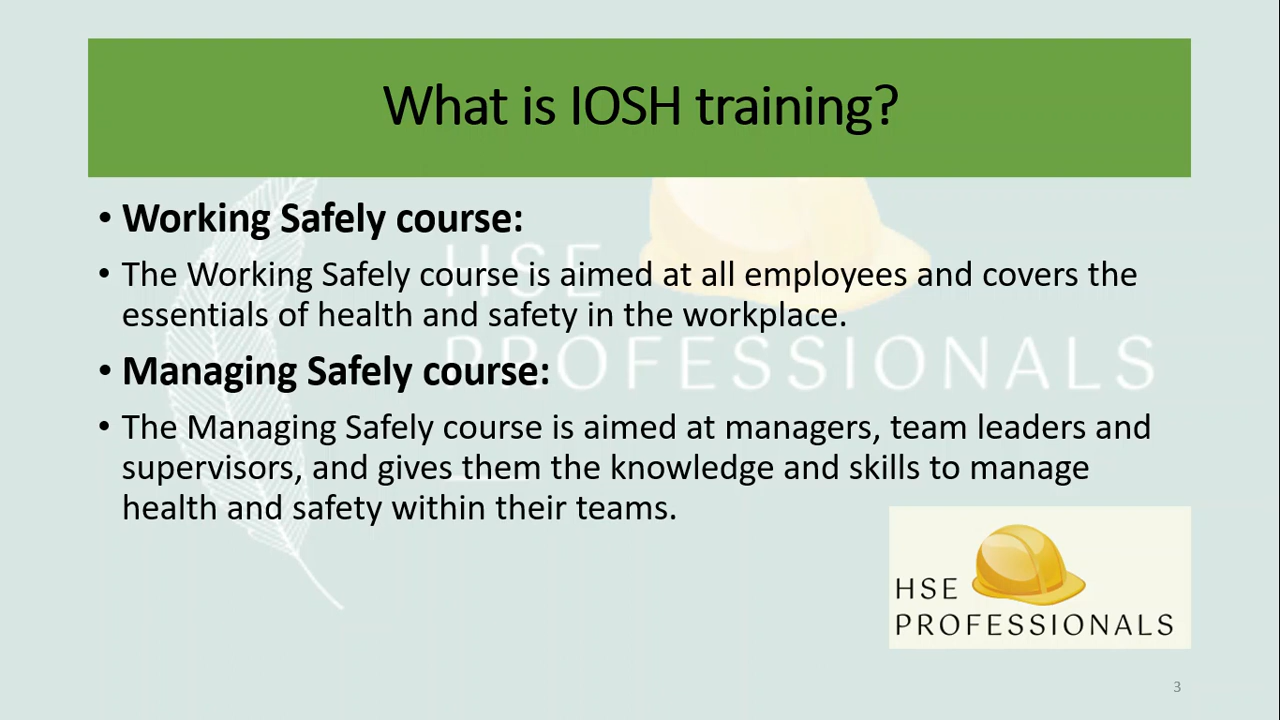 What is IOSH training?
• Working Safely course:
• The Working Safely course is aimed at all employees and covers the
essentials of health and safety in the workplace.
• Managing Safely course:
• The Managing Safely course is aimed at managers, team leaders and
supervisors, and gives them the knowledge and skills to manage
health and safety within their teams.
HSE
PROFESSIONALS
HSE
PROFESSIONALS
3